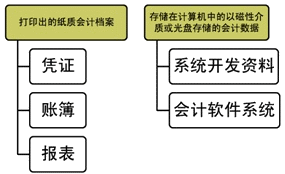 打印出的纸质会计档案
凭证
账簿
报表
存储在计算机中的以磁性介
质或光盘存储的会计数据
系统开发资料
会计软件系统